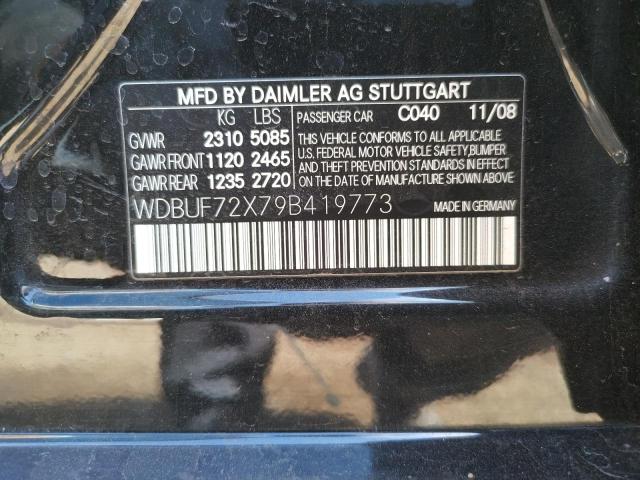 MFD BY DAIMLER AG STUTTGART
KG LBS PASSENGER CAR C040 11/08
GVWR 2310 5085 THIS VEHICLE CONFORMS TO ALL APPLICABLE
GAWR FRONT 1120 2465 U.S. FEDERAL MOTOR VEHICLE SAFETY, BUMPER
AND THEFT PREVENTION STANDARDS IN EFFECT
GAWR REAR 1235 2720 ON THE DATE OF MANUFACTURE SHOWN ABOVE
WDBUF72X79B419773 MADE IN GERMANY